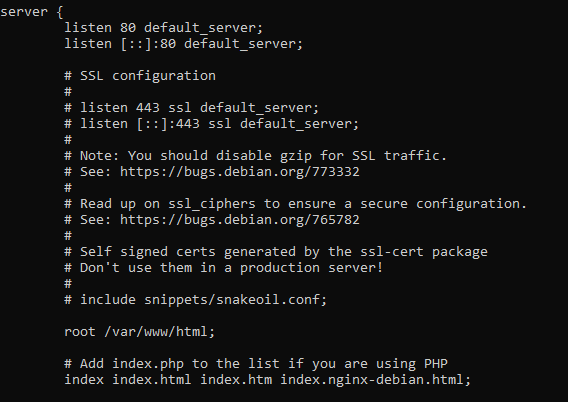 server {
listen 80 default_server;
listen [::]:80 default_server;
# SSL configuration
#
# listen 443 ssl default_server;
# listen [::]:443 ssl default_server;
#
# Note: You should disable gzip for SSL traffic.
# See: https://bugs.debian.org/773332
#
# Read up on ssl_ciphers to ensure a secure configuration.
# See: https://bugs.debian.org/765782
#
# Self signed certs generated by the ssl-cert package
# Don't use them in a production server!
#
# include snippets/snakeoil.conf;
root /var/www/html;
# Add index.php to the list if you are using PHP
index index.html index.htm index.nginx-debian.html;